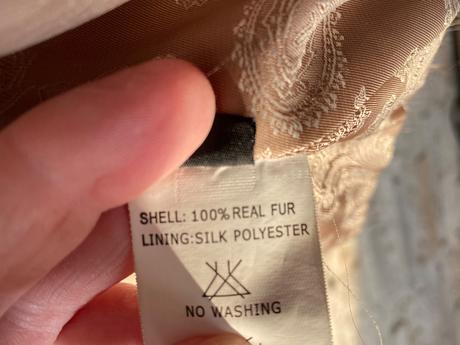 SHELL: 100% REAL FUR
LINING:SILK POLYESTER
NO WASHING